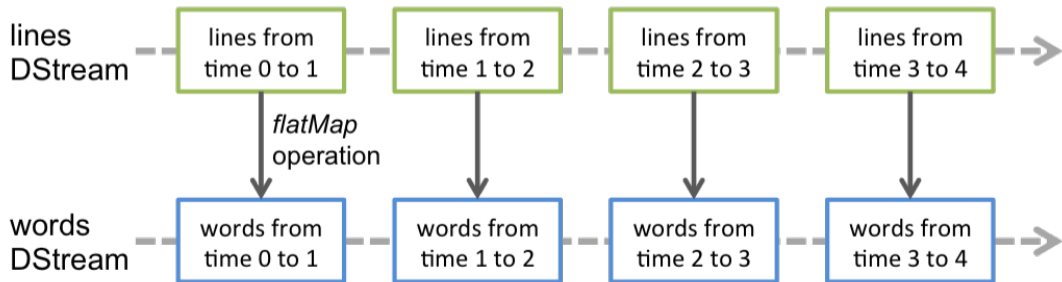 lines
DStream
lines from
time 0 to 1
lines from
time 1 to 2
lines from
time 2 to 3
lines from
time 3 to 4
flatMap
operation
words
DStream
words from
time 0 to 1
words from
time 1 to 2
words from
time 2 to 3
words from
time 3 to 4